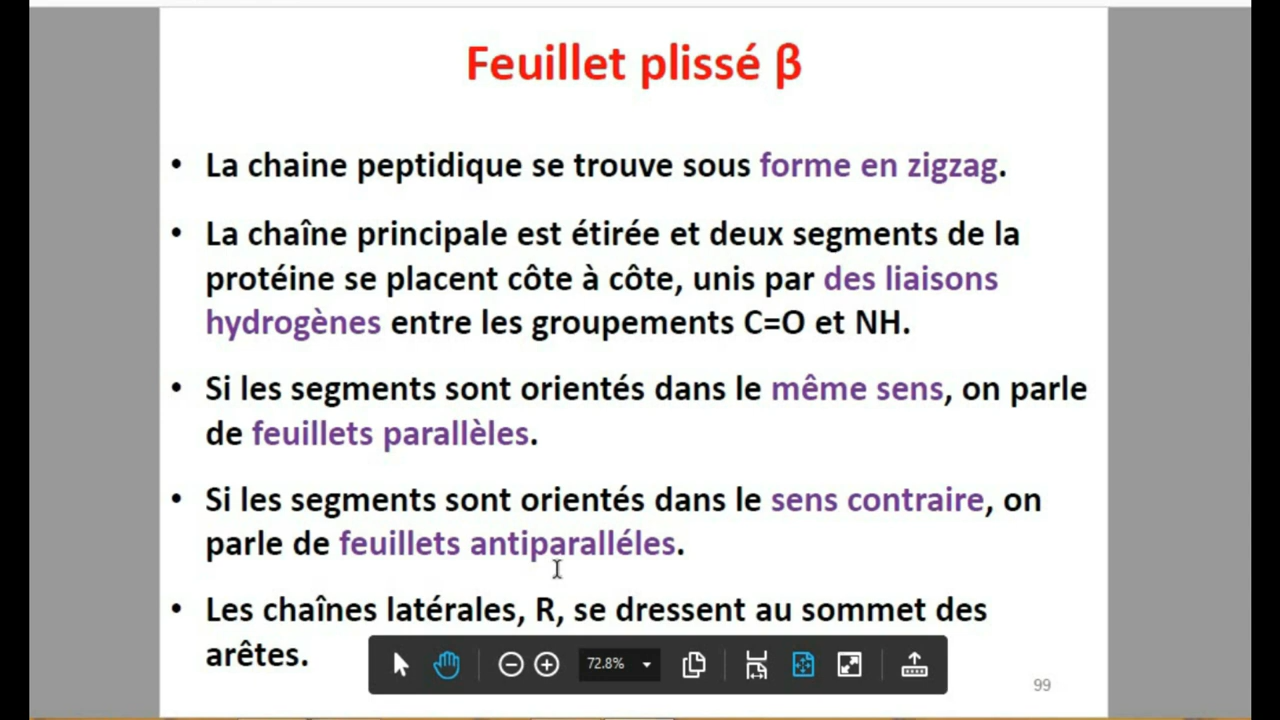 Feuillet plissé β
• La chaine peptidique se trouve sous forme en zigzag.
• La chaîne principale est étirée et deux segments de la
protéine se placent côte à côte, unis par des liaisons
hydrogènes entre les groupements C=O et NH.
• Si les segments sont orientés dans le même sens, on parle
de feuillets parallèles.
• Si les segments sont orientés dans le sens contraire, on
parle de feuillets antiparalléles.
• Les chaînes latérales, R, se dressent au sommet des
arêtes.
72.8%
99